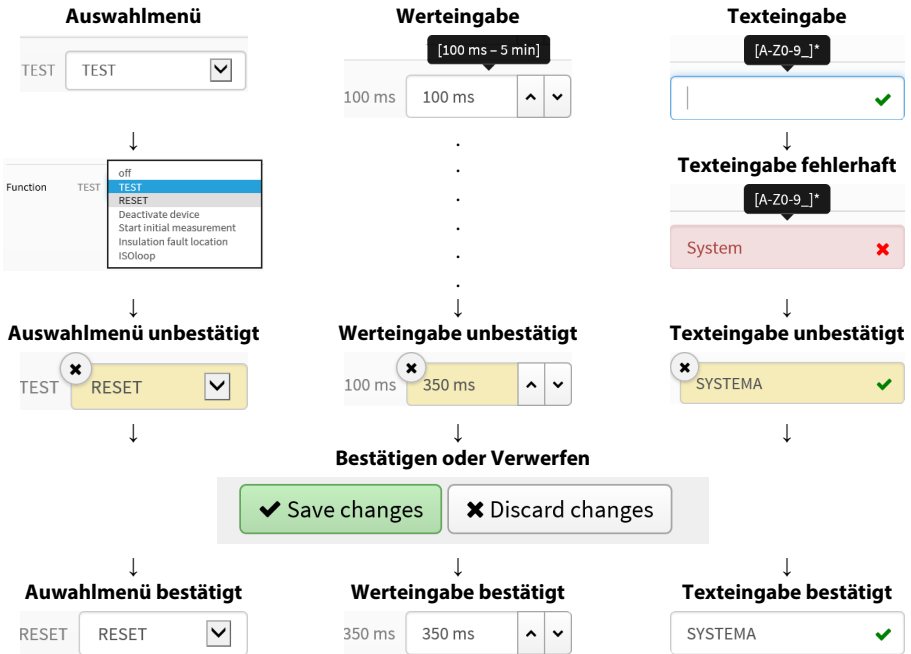 Auswahlmenü Werteingabe Texteingabe
[100 ms – 5 min] [A-Z0-9_]*
TEST TEST 100 ms 100 ms
↓ . ↓
Texteingabe fehlerhaft
off
Function TEST TEST [A-Z0-9_]*
RESET
Deactivate device
Start initial measurement
Insulation fault location System
ISOloop
↓ ↓ ↓
Auswahlmenü unbestätigt Werteingabe unbestätigt Texteingabe unbestätigt
TEST RESET 100 ms 350 ms SYSTEMA
↓ ↓ ↓
Bestätigen oder Verwerfen
Save changes Discard changes
↓ ↓ ↓
Auwahlmenü bestätigt Werteingabe bestätigt Texteingabe bestätigt
RESET RESET 350 ms 350 ms SYSTEMA